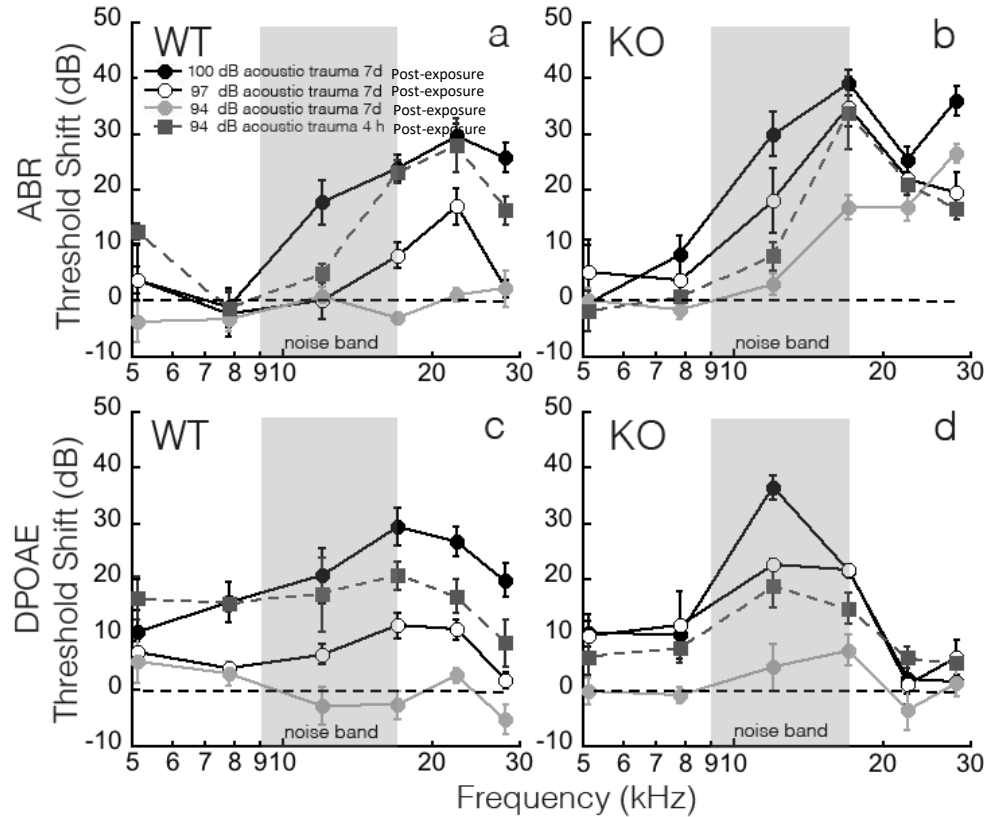 50
40
30
20
10
0
-10
ABR
Threshold Shift (dB)
WT
a
100 dB acoustic trauma 7d Post-exposure
97 dB acoustic trauma 7d Post-exposure
94 dB acoustic trauma 7d Post-exposure
94 dB acoustic trauma 4 h Post-exposure
noise band
5 6 7 8 9 10 20 30
50
40
30
20
10
0
-10
KO
b
noise band
5 6 7 8 9 10 20 30
50
40
30
20
10
0
-10
DPOAE
Threshold Shift (dB)
WT
c
noise band
5 6 7 8 9 10 20 30
50
40
30
20
10
0
-10
KO
d
noise band
5 6 7 8 9 10 20 30
Frequency (kHz)